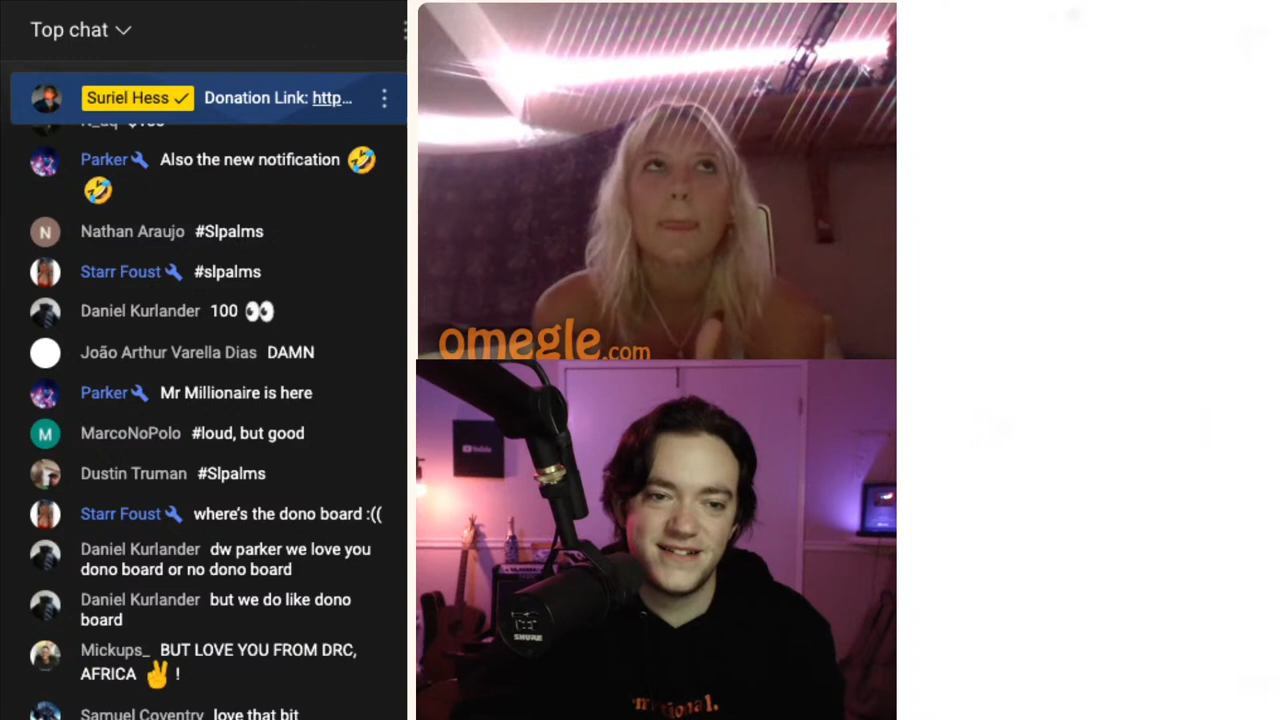 Top chat
Suriel Hess Donation Link: http...
Parker Also the new notification 🤣
🤣
N
Nathan Araujo #Slpalms
Starr Foust #slpalms
Daniel Kurlander 100 👀
João Arthur Varella Dias DAMN
Parker Mr Millionaire is here
M
MarcoNoPolo #loud, but good
Dustin Truman #Slpalms
Starr Foust where's the dono board :((
Daniel Kurlander dw parker we love you
dono board or no dono board
Daniel Kurlander but we do like dono
board
Mickups_ BUT LOVE YOU FROM DRC,
AFRICA ✌️ !
Samuel Coventry love that bit
omegle.com
YouTube
SHURE